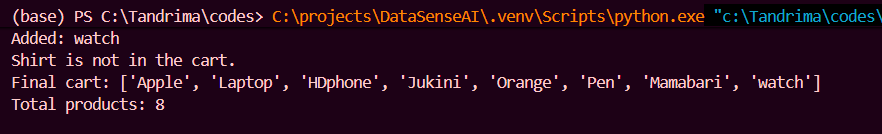 (base) PS C:\Tandrima\codes> C:\projects\DataSenseAI\.venv\Scripts\python.exe "c:\Tandrima\codes\
Added: watch
Shirt is not in the cart.
Final cart: ['Apple', 'Laptop', 'HDphone', 'Jukini', 'Orange', 'Pen', 'Mamabari', 'watch']
Total products: 8